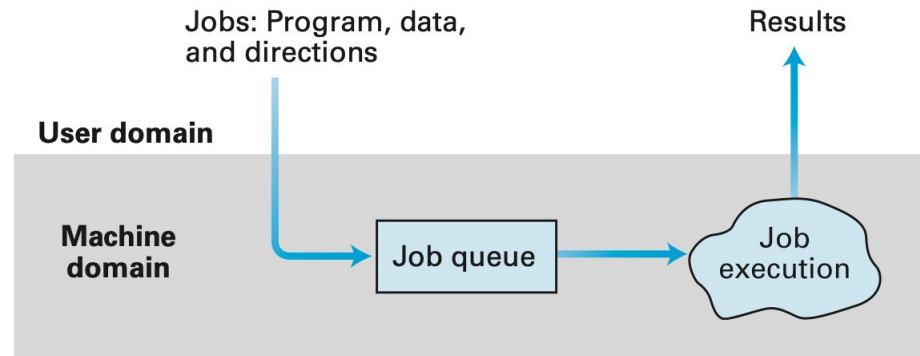 Jobs: Program, data,
and directions
Results
User domain
Machine
domain
Job queue
Job
execution